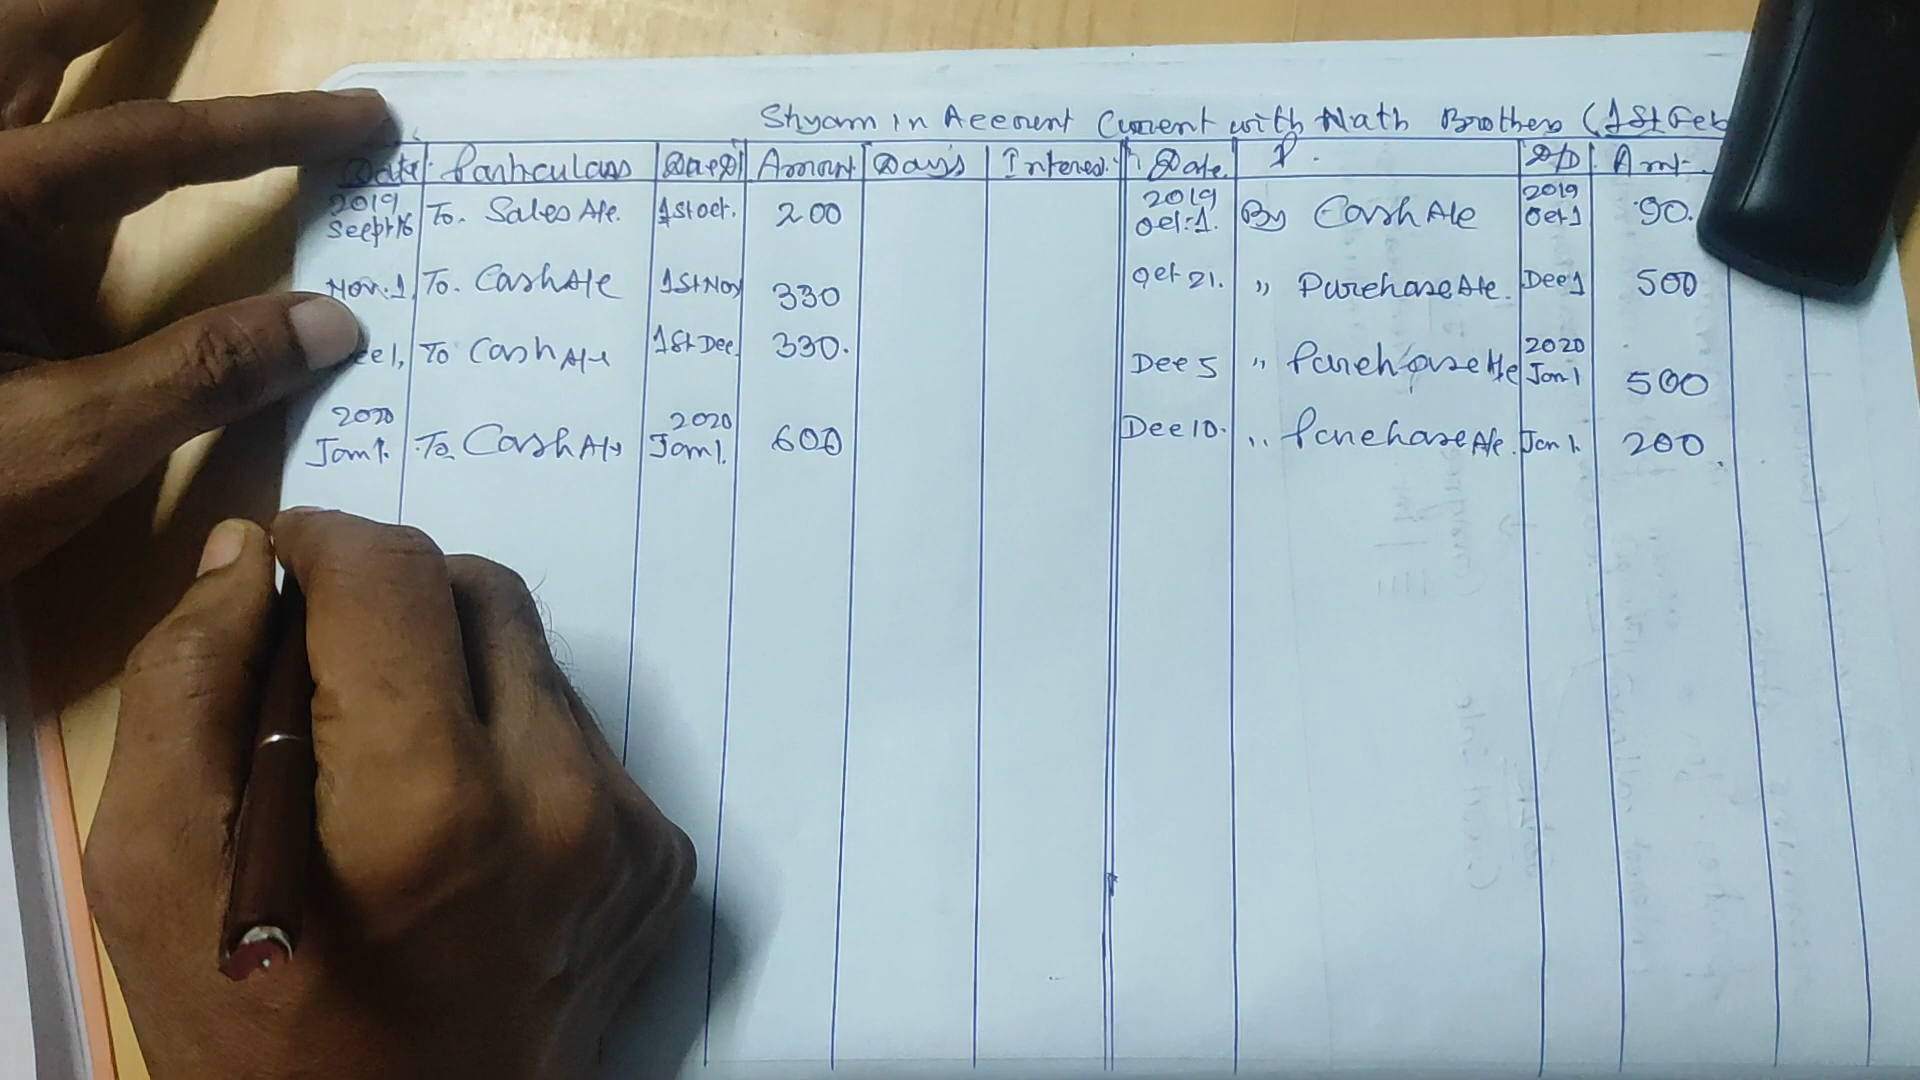 Shyam in Account Current with Nath Brothers (1st Feb
Date Particulars Due D Amount Days Interest Date P. D/D Amt.
2019 2019 2019
Seept 16 To. Sales A/c. 1st Oct. 200 Oct. 1. By Cash A/c Oct 1 90.
Nov. 1 To. Cash A/c 1st Nov 330 Oct 21. " Purchase A/c. Dec 1 500
Dec 1, To Cash A/c 1st Dec 330. Dec 5 " Purchase A/c 2020 Jan 1 500
2020 2020
Jan 1. To Cash A/c Jan 1. 600 Dec 10. " Purchase A/c. Jan 1. 200